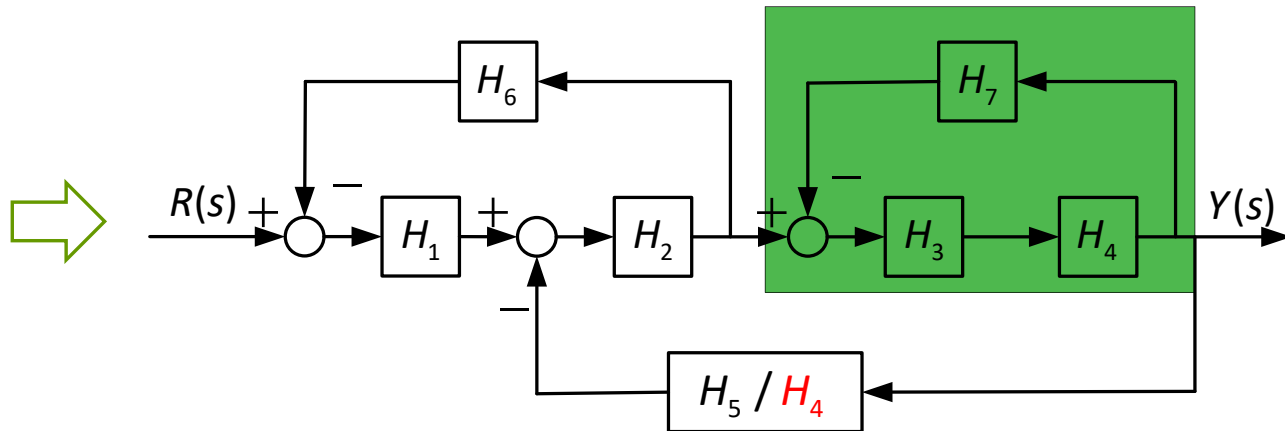 H6
H7
R(s) + − H1 + − H2 + − H3 H4 Y(s)
H5 / H4